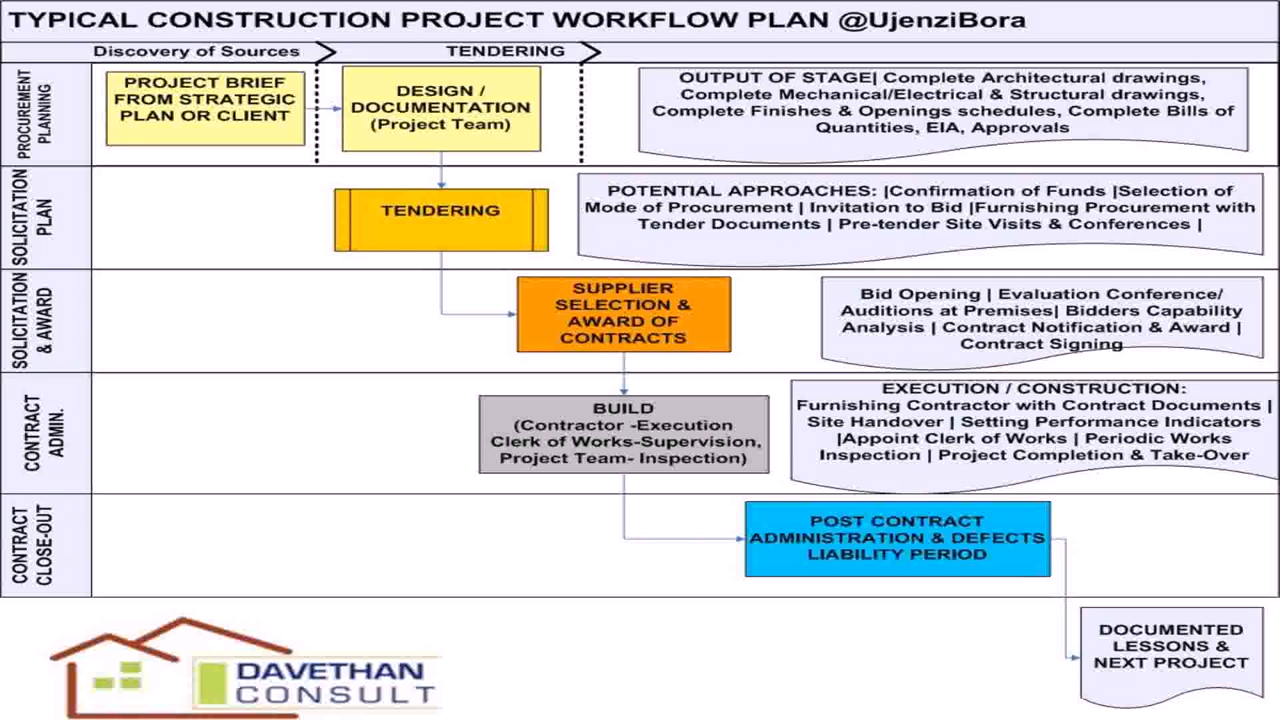 TYPICAL CONSTRUCTION PROJECT WORKFLOW PLAN @UjenziBora
Discovery of Sources
TENDERING
PROCUREMENT
PLANNING
PROJECT BRIEF
FROM STRATEGIC
PLAN OR CLIENT
DESIGN /
DOCUMENTATION
(Project Team)
OUTPUT OF STAGE| Complete Architectural drawings,
Complete Mechanical/Electrical & Structural drawings,
Complete Finishes & Openings schedules, Complete Bills of
Quantities, EIA, Approvals
SOLICITATION
PLAN
TENDERING
POTENTIAL APPROACHES: |Confirmation of Funds |Selection of
Mode of Procurement | Invitation to Bid |Furnishing Procurement with
Tender Documents | Pre-tender Site Visits & Conferences |
SOLICITATION
& AWARD
SUPPLIER
SELECTION &
AWARD OF
CONTRACTS
Bid Opening | Evaluation Conference/
Auditions at Premises| Bidders Capability
Analysis | Contract Notification & Award |
Contract Signing
CONTRACT
ADMIN.
BUILD
(Contractor -Execution
Clerk of Works-Supervision,
Project Team- Inspection)
EXECUTION / CONSTRUCTION:
Furnishing Contractor with Contract Documents |
Site Handover | Setting Performance Indicators
|Appoint Clerk of Works | Periodic Works
Inspection | Project Completion & Take-Over
CONTRACT
CLOSE-OUT
POST CONTRACT
ADMINISTRATION & DEFECTS
LIABILITY PERIOD
DOCUMENTED
LESSONS &
NEXT PROJECT
DAVETHAN
CONSULT